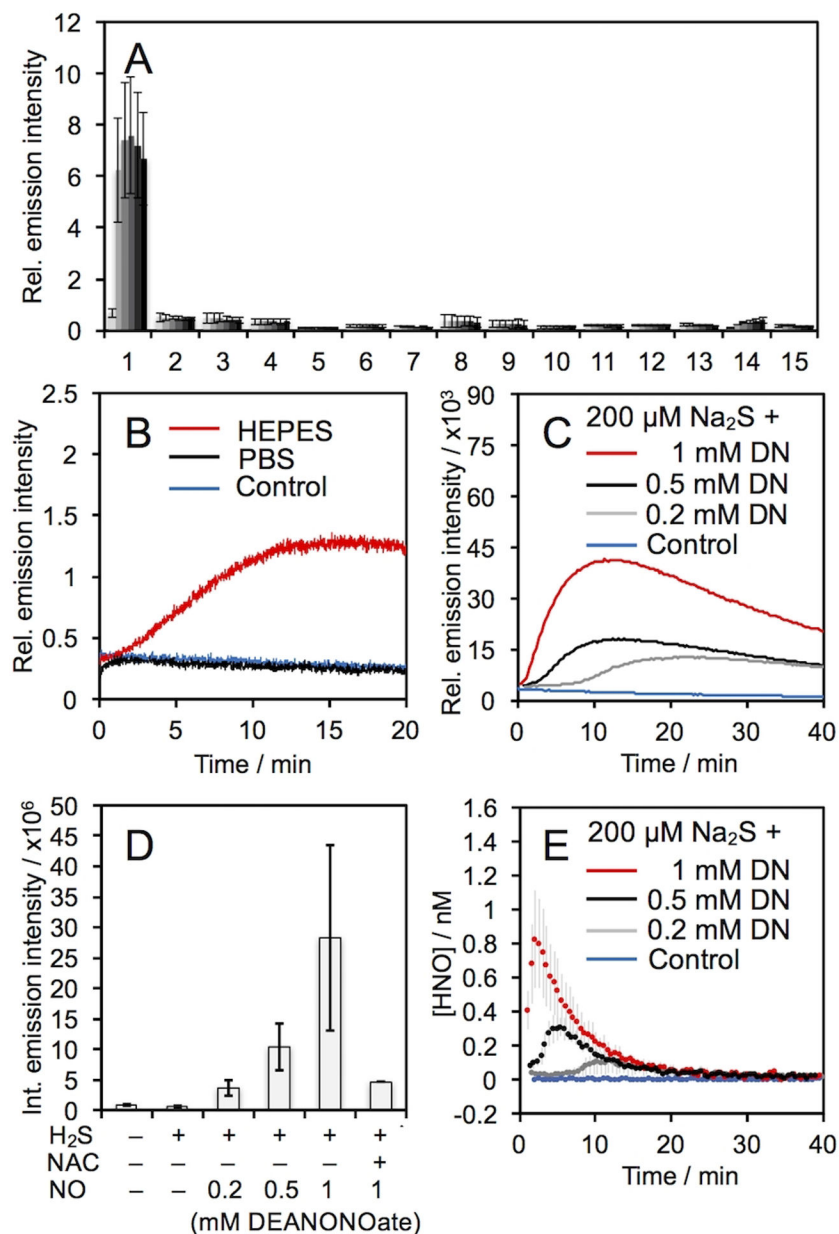 A
Rel. emission intensity
12
10
8
6
4
2
0
1 2 3 4 5 6 7 8 9 10 11 12 13 14 15
B
HEPES
PBS
Control
Rel. emission intensity
2.5
2
1.5
1
0.5
0
0 5 10 15 20
Time / min
C
200 µM Na₂S +
1 mM DN
0.5 mM DN
0.2 mM DN
Control
Rel. emission intensity / x10³
90
75
60
45
30
15
0
0 10 20 30 40
Time / min
D
Int. emission intensity / x10⁶
50
45
40
35
30
25
20
15
10
5
0
H₂S – + + + + +
NAC – – – – – +
NO – – 0.2 0.5 1 1
(mM DEANONOate)
E
200 µM Na₂S +
1 mM DN
0.5 mM DN
0.2 mM DN
Control
[HNO] / nM
1.6
1.4
1.2
1
0.8
0.6
0.4
0.2
0
-0.2
0 10 20 30 40
Time / min